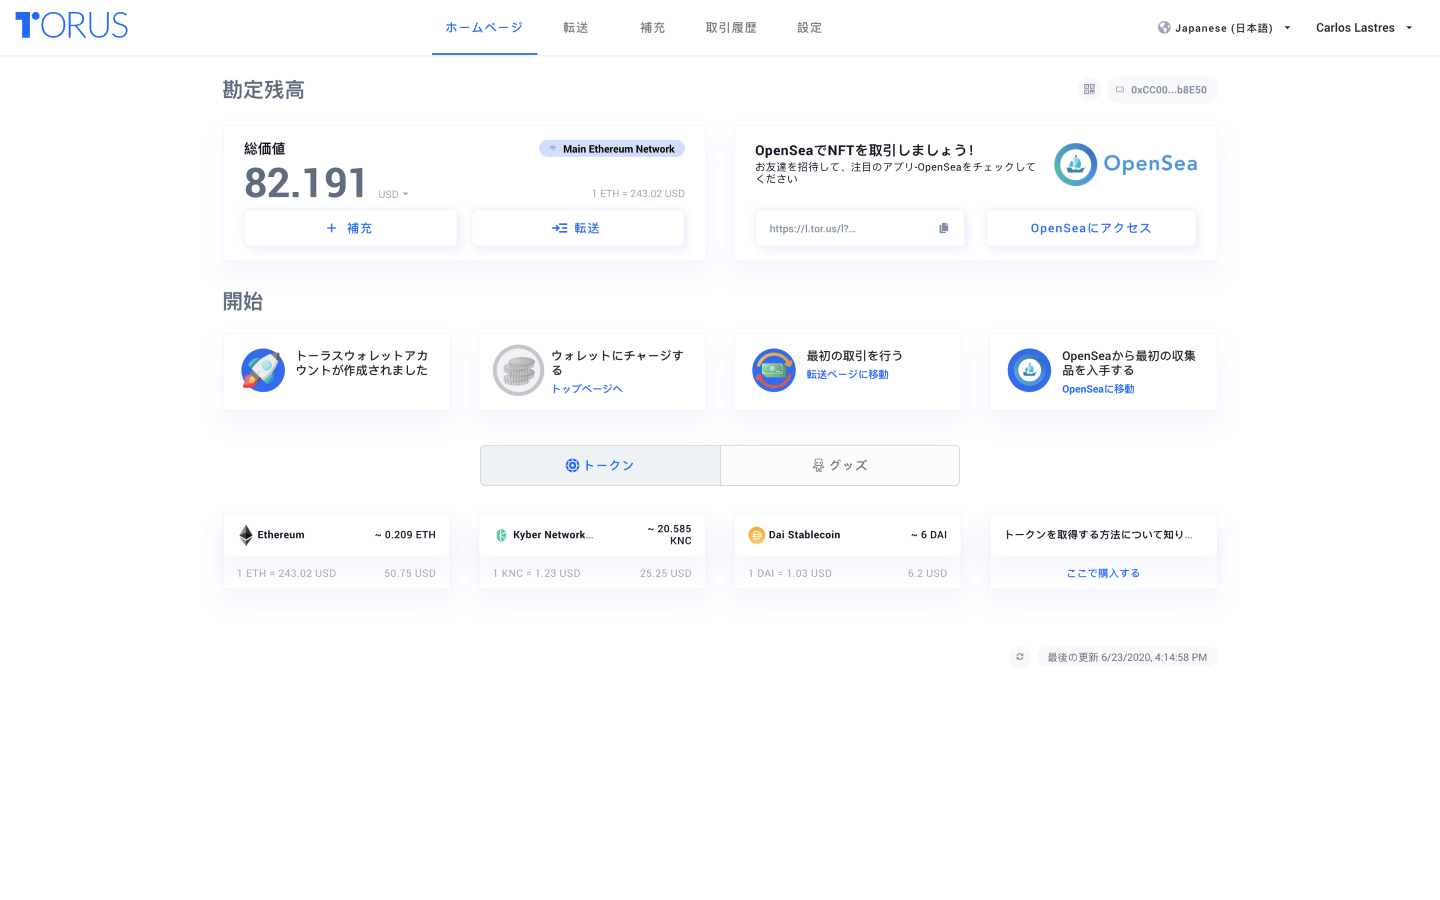 TORUS
ホームページ
転送
補充
取引履歴
設定
Japanese (日本語)
Carlos Lastres
勘定残高
0xCC00...b8E50
総価値
Main Ethereum Network
82.191 USD
1 ETH = 243.02 USD
補充
転送
OpenSeaでNFTを取引しましょう!
お友達を招待して、注目のアプリ-OpenSeaをチェックして
ください
OpenSea
https://l.tor.us/l?...
OpenSeaにアクセス
開始
トーラスウォレットアカ
ウントが作成されました
ウォレットにチャージす
る
トップページへ
最初の取引を行う
転送ページに移動
OpenSeaから最初の収集
品を入手する
OpenSeaに移動
トークン
グッズ
Ethereum
~ 0.209 ETH
1 ETH = 243.02 USD
50.75 USD
Kyber Network...
~ 20.585
KNC
1 KNC = 1.23 USD
25.25 USD
Dai Stablecoin
~ 6 DAI
1 DAI = 1.03 USD
6.2 USD
トークンを取得する方法について知り...
ここで購入する
最後の更新 6/23/2020, 4:14:58 PM